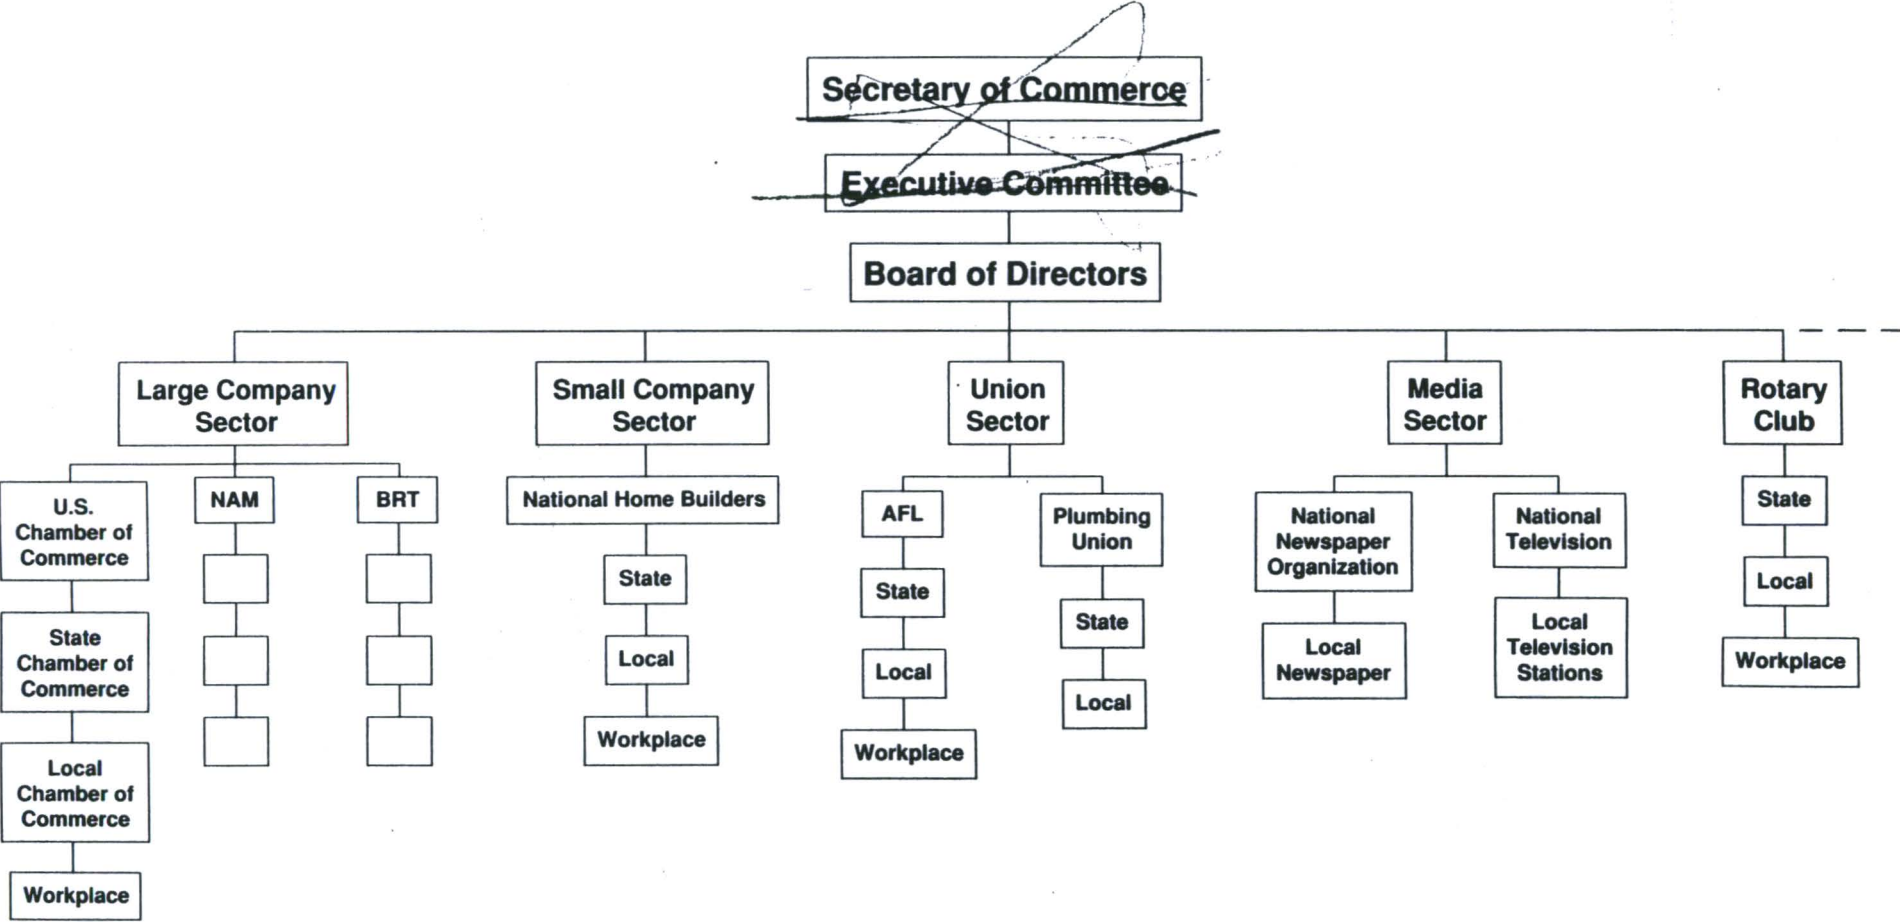 Secretary of Commerce
Executive Committee
Board of Directors
Large Company
Sector
Small Company
Sector
Union
Sector
Media
Sector
Rotary
Club
U.S.
Chamber of
Commerce
State
Chamber of
Commerce
Local
Chamber of
Commerce
Workplace
NAM
BRT
National Home Builders
State
Local
Workplace
AFL
State
Local
Workplace
Plumbing
Union
State
Local
National
Newspaper
Organization
Local
Newspaper
National
Television
Local
Television
Stations
State
Local
Workplace